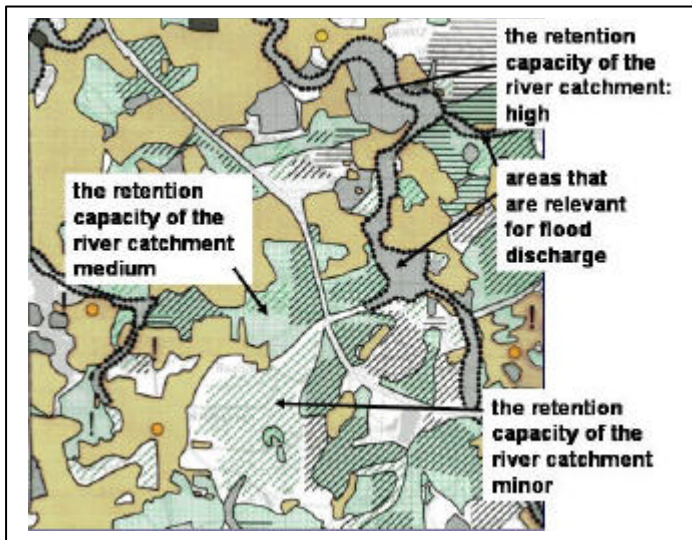 the retention
capacity of the
river catchment:
high
areas that
are relevant
for flood
discharge
the retention
capacity of the
river catchment
medium
the retention
capacity of the
river catchment
minor